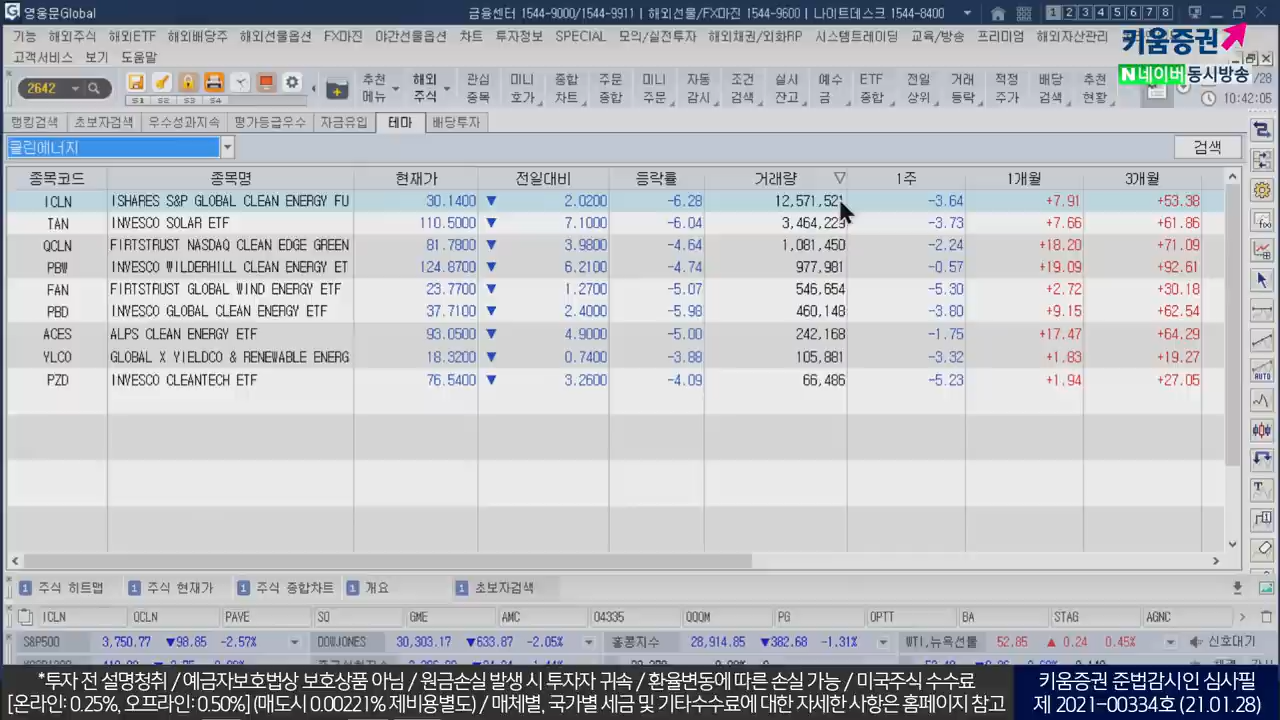 영웅문Global
금융센터 1544-9000/1544-9911 | 해외선물/FX마진 1544-9600 | 나이트데스크 1544-8400
1 2 3 4 5 6 7 8
기능 해외주식 해외ETF 해외배당주 해외선물옵션 FX마진 야간선물옵션 차트 투자정보 SPECIAL 모의/실전투자 해외채권/외화RP 시스템트레이딩 교육/방송 프리미엄 해외자산관리
고객서비스 보기 도움말
키움증권
N네이버동시방송
2642
S1 S2 S3 S4
추천메뉴 해외주식 관심종목 미니호가 종합차트 주문종합 미니주문 자동감시 조건검색 실시잔고 예수금 ETF종합 전일상위 거래등락 적정주가 배당검색 추천현황
/28
10:42:05
랭킹검색 초보자검색 우수성과지속 평가등급우수 자금유입 테마 배당투자
클린에너지
검색
종목코드 종목명 현재가 전일대비 등락률 거래량 ▽ 1주 1개월 3개월
ICLN ISHARES S&P GLOBAL CLEAN ENERGY FU 30.1400 ▼ 2.0200 -6.28 12,571,521 -3.64 +7.91 +53.38
TAN INVESCO SOLAR ETF 110.5000 ▼ 7.1000 -6.04 3,464,223 -3.73 +7.66 +61.86
QCLN FIRTSTRUST NASDAQ CLEAN EDGE GREEN 81.7800 ▼ 3.9800 -4.64 1,081,450 -2.24 +18.20 +71.09
PBW INVESCO WILDERHILL CLEAN ENERGY ET 124.8700 ▼ 6.2100 -4.74 977,981 -0.57 +19.09 +92.61
FAN FIRTSTRUST GLOBAL WIND ENERGY ETF 23.7700 ▼ 1.2700 -5.07 546,654 -5.30 +2.72 +30.18
PBD INVESCO GLOBAL CLEAN ENERGY ETF 37.7100 ▼ 2.4000 -5.98 460,148 -3.80 +9.15 +62.54
ACES ALPS CLEAN ENERGY ETF 93.0500 ▼ 4.9000 -5.00 242,168 -1.75 +17.47 +64.29
YLCO GLOBAL X YIELDCO & RENEWABLE ENERG 18.3200 ▼ 0.7400 -3.88 105,881 -3.32 +1.83 +19.27
PZD INVESCO CLEANTECH ETF 76.5400 ▼ 3.2600 -4.09 66,486 -5.23 +1.94 +27.05
1 주식 히트맵 1 주식 현재가 1 주식 종합차트 1 개요 1 초보자검색
ICLN QCLN PAVE SQ GME AMC 04335 QQQM PG OPTT BA STAG AGNC
S&P500 3,750.77 ▼98.85 -2.57% DOWJONES 30,303.17 ▼633.87 -2.05% 홍콩지수 28,914.85 ▼382.68 -1.31% WTI,뉴욕선물 52.85 ▲ 0.24 0.45% 신호대기
*투자 전 설명청취 / 예금자보호법상 보호상품 아님 / 원금손실 발생 시 투자자 귀속 / 환율변동에 따른 손실 가능 / 미국주식 수수료
[온라인: 0.25%, 오프라인: 0.50%] (매도시 0.00221% 제비용별도) / 매체별, 국가별 세금 및 기타수수료에 대한 자세한 사항은 홈페이지 참고
키움증권 준법감시인 심사필
제 2021-00334호 (21.01.28)